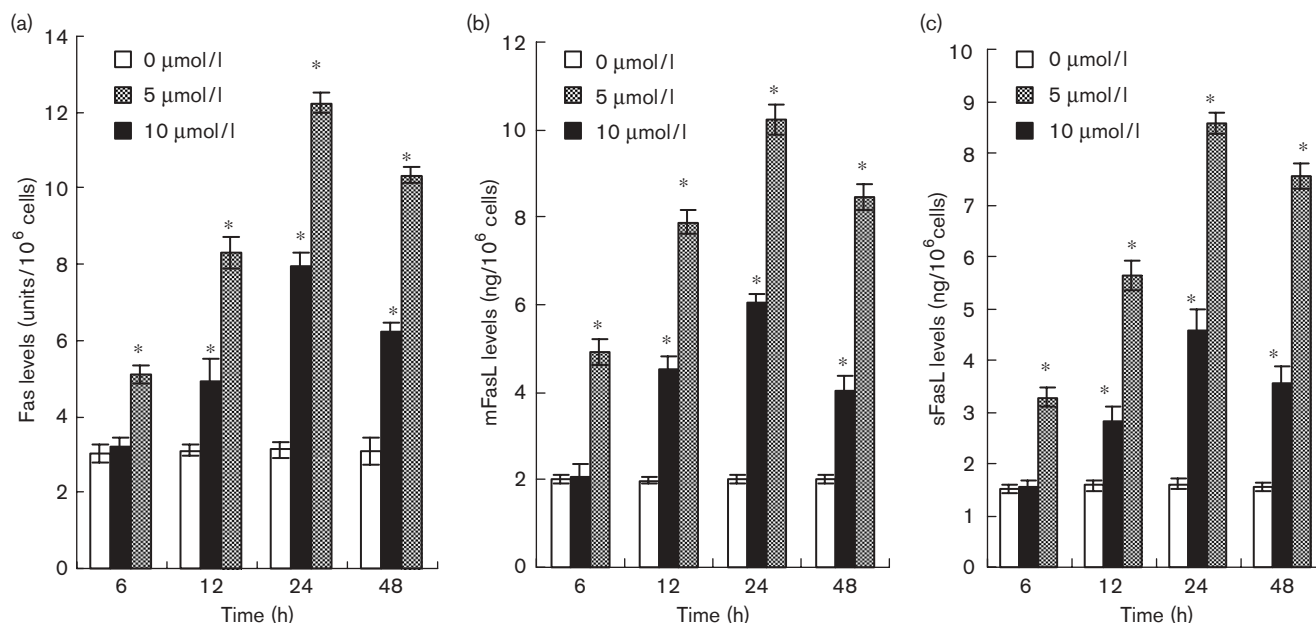 (a)
14
12
10
8
6
4
2
0
Fas levels (units/10⁶ cells)
0 μmol/l
5 μmol/l
10 μmol/l
*
*
*
*
*
*
*
6 12 24 48
Time (h)
(b)
12
10
8
6
4
2
0
mFasL levels (ng/10⁶ cells)
0 μmol/l
5 μmol/l
10 μmol/l
*
*
*
*
*
*
*
6 12 24 48
Time (h)
(c)
10
9
8
7
6
5
4
3
2
1
0
sFasL levels (ng/10⁶cells)
0 μmol/l
5 μmol/l
10 μmol/l
*
*
*
*
*
*
*
6 12 24 48
Time (h)